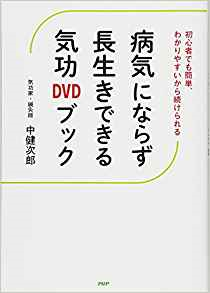 初心者でも簡単、
わかりやすいから続けられる
病気にならず
長生きできる
気功DVDブック
気功家・鍼灸師 中健次郎
PHP